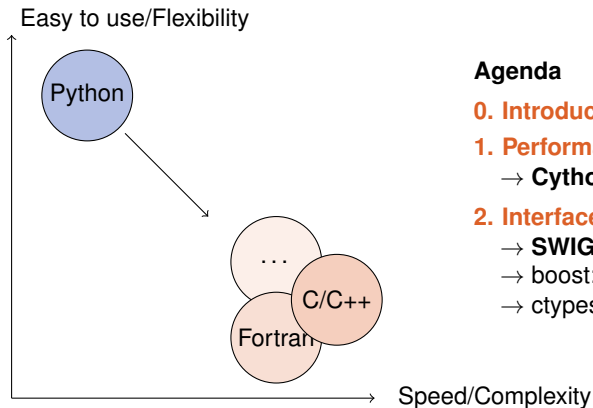 Easy to use/Flexibility
Python
...
C/C++
Fortran
Speed/Complexity
Agenda
0. Introduc
1. Perform
→ Cytho
2. Interface
→ SWIG
→ boost:
→ ctypes